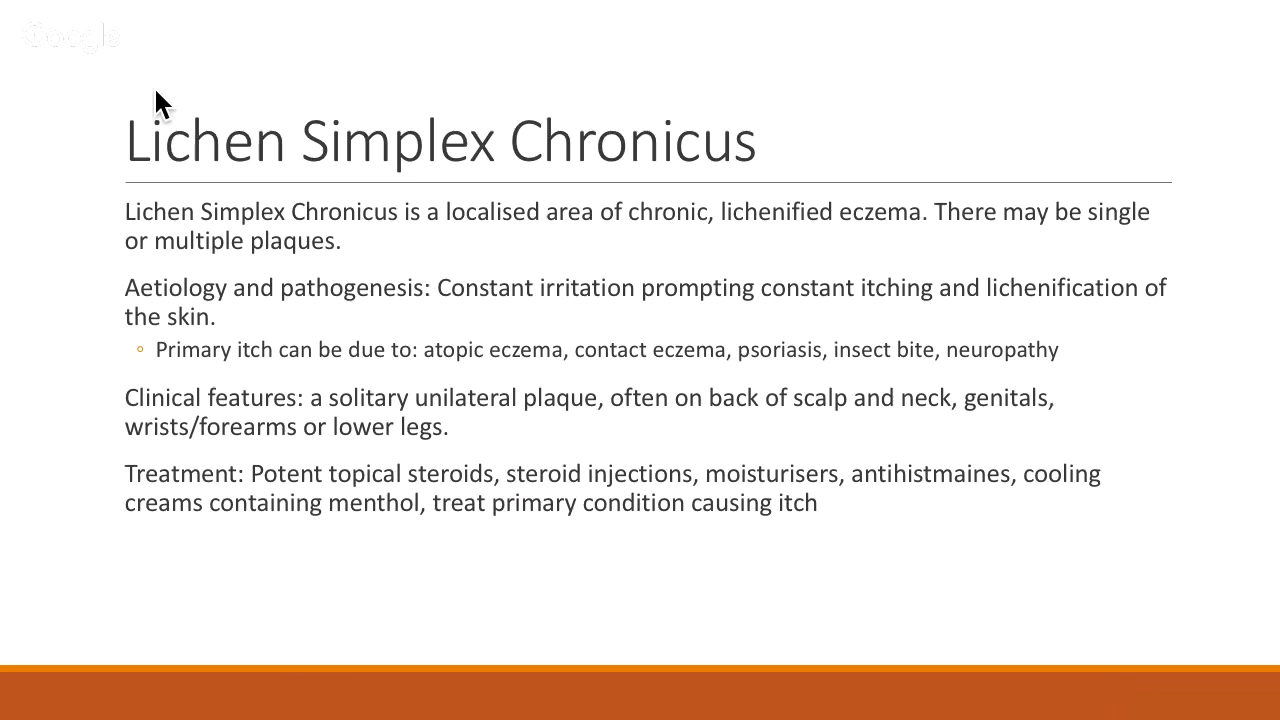 Google
Lichen Simplex Chronicus
Lichen Simplex Chronicus is a localised area of chronic, lichenified eczema. There may be single
or multiple plaques.
Aetiology and pathogenesis: Constant irritation prompting constant itching and lichenification of
the skin.
◦ Primary itch can be due to: atopic eczema, contact eczema, psoriasis, insect bite, neuropathy
Clinical features: a solitary unilateral plaque, often on back of scalp and neck, genitals,
wrists/forearms or lower legs.
Treatment: Potent topical steroids, steroid injections, moisturisers, antihistmaines, cooling
creams containing menthol, treat primary condition causing itch